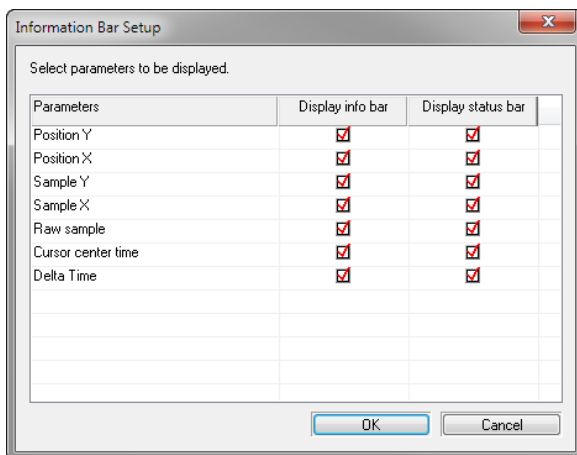 Information Bar Setup
Select parameters to be displayed.
Parameters Display info bar Display status bar
Position Y
Position X
Sample Y
Sample X
Raw sample
Cursor center time
Delta Time
OK Cancel